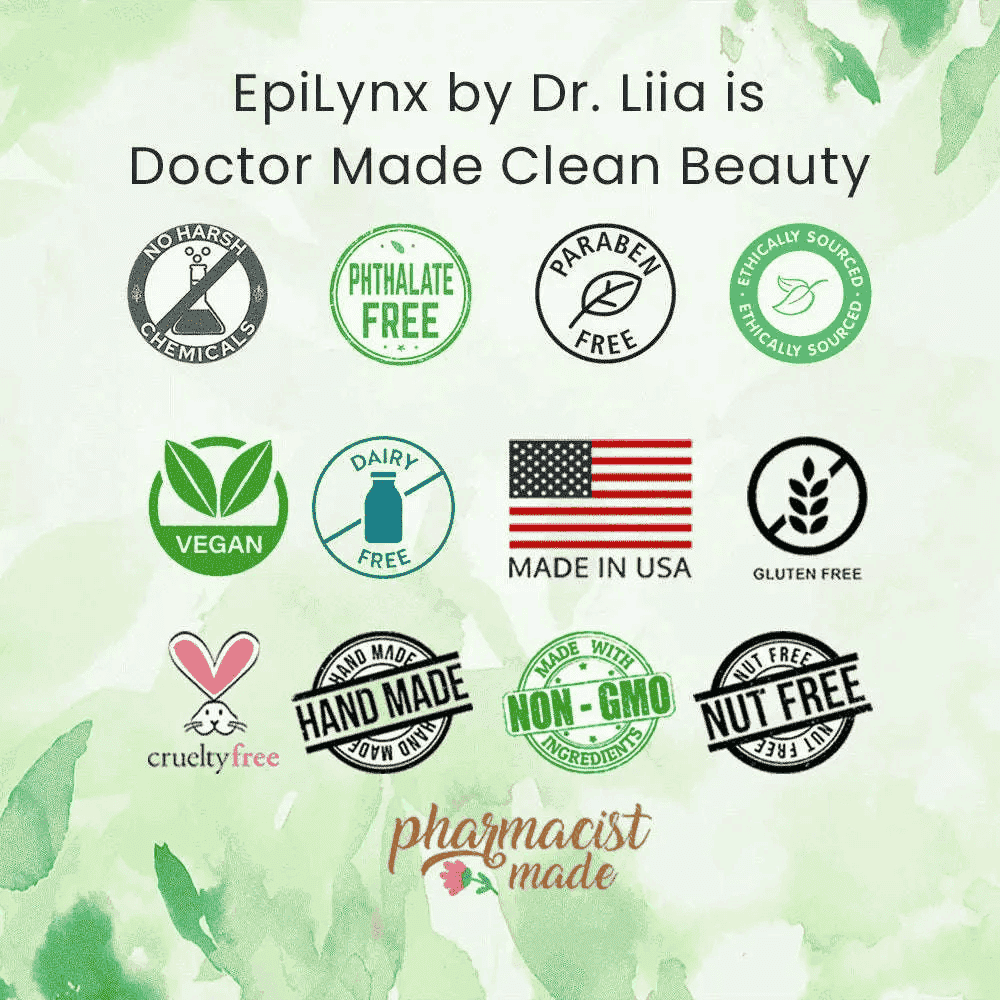 EpiLynx by Dr. Liia is
Doctor Made Clean Beauty
NO HARSH
CHEMICALS
PHTHALATE
FREE
PARABEN
FREE
ETHICALLY SOURCED
ETHICALLY SOURCED
VEGAN
DAIRY
FREE
MADE IN USA
GLUTEN FREE
crueltyfree
HAND MADE
HAND MADE
HAND MADE
MADE WITH
NON-GMO
INGREDIENTS
NUT FREE
NUT FREE
NUT FREE
pharmacist
made